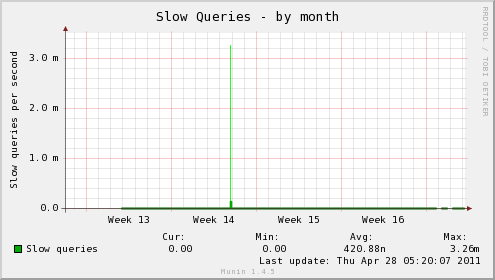 Slow Queries - by month
RRDTOOL / TOBI OETIKER
Slow queries per second
3.0 m
2.0 m
1.0 m
0.0
Week 13 Week 14 Week 15 Week 16
Cur: Min: Avg: Max:
Slow queries 0.00 0.00 420.88n 3.26m
Last update: Thu Apr 28 05:20:07 2011
Munin 1.4.5